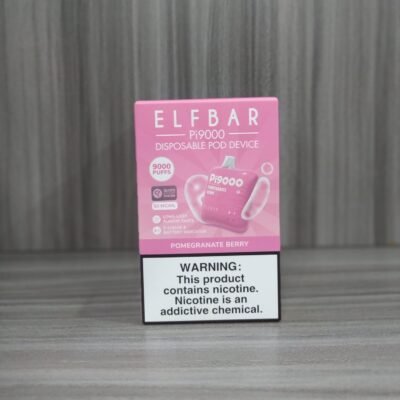 ELFBAR
Pi9000
DISPOSABLE POD DEVICE
9000
PUFFS
Pi9000
ELFBAR
POMEGRANATE BERRY
WARNING:
This product
contains nicotine.
Nicotine is an
addictive chemical.